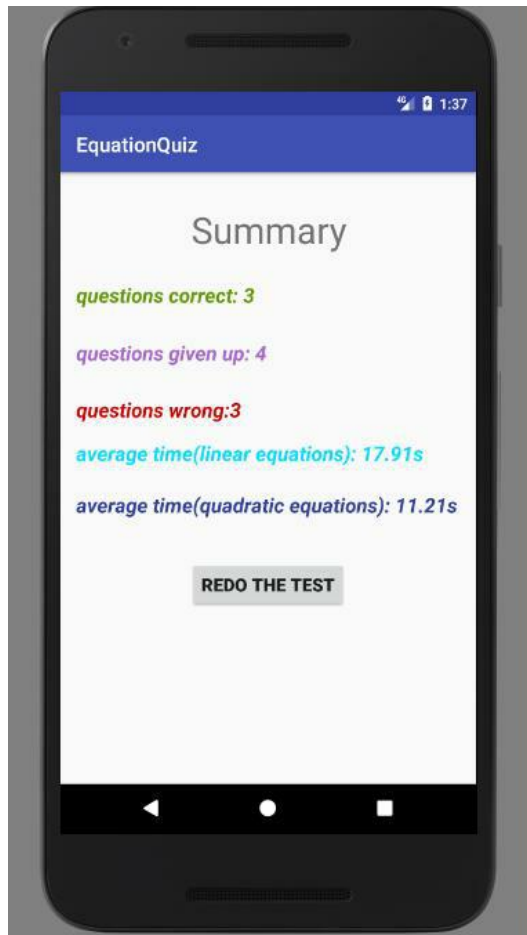 4G 1:37
EquationQuiz
Summary
questions correct: 3
questions given up: 4
questions wrong:3
average time(linear equations): 17.91s
average time(quadratic equations): 11.21s
REDO THE TEST